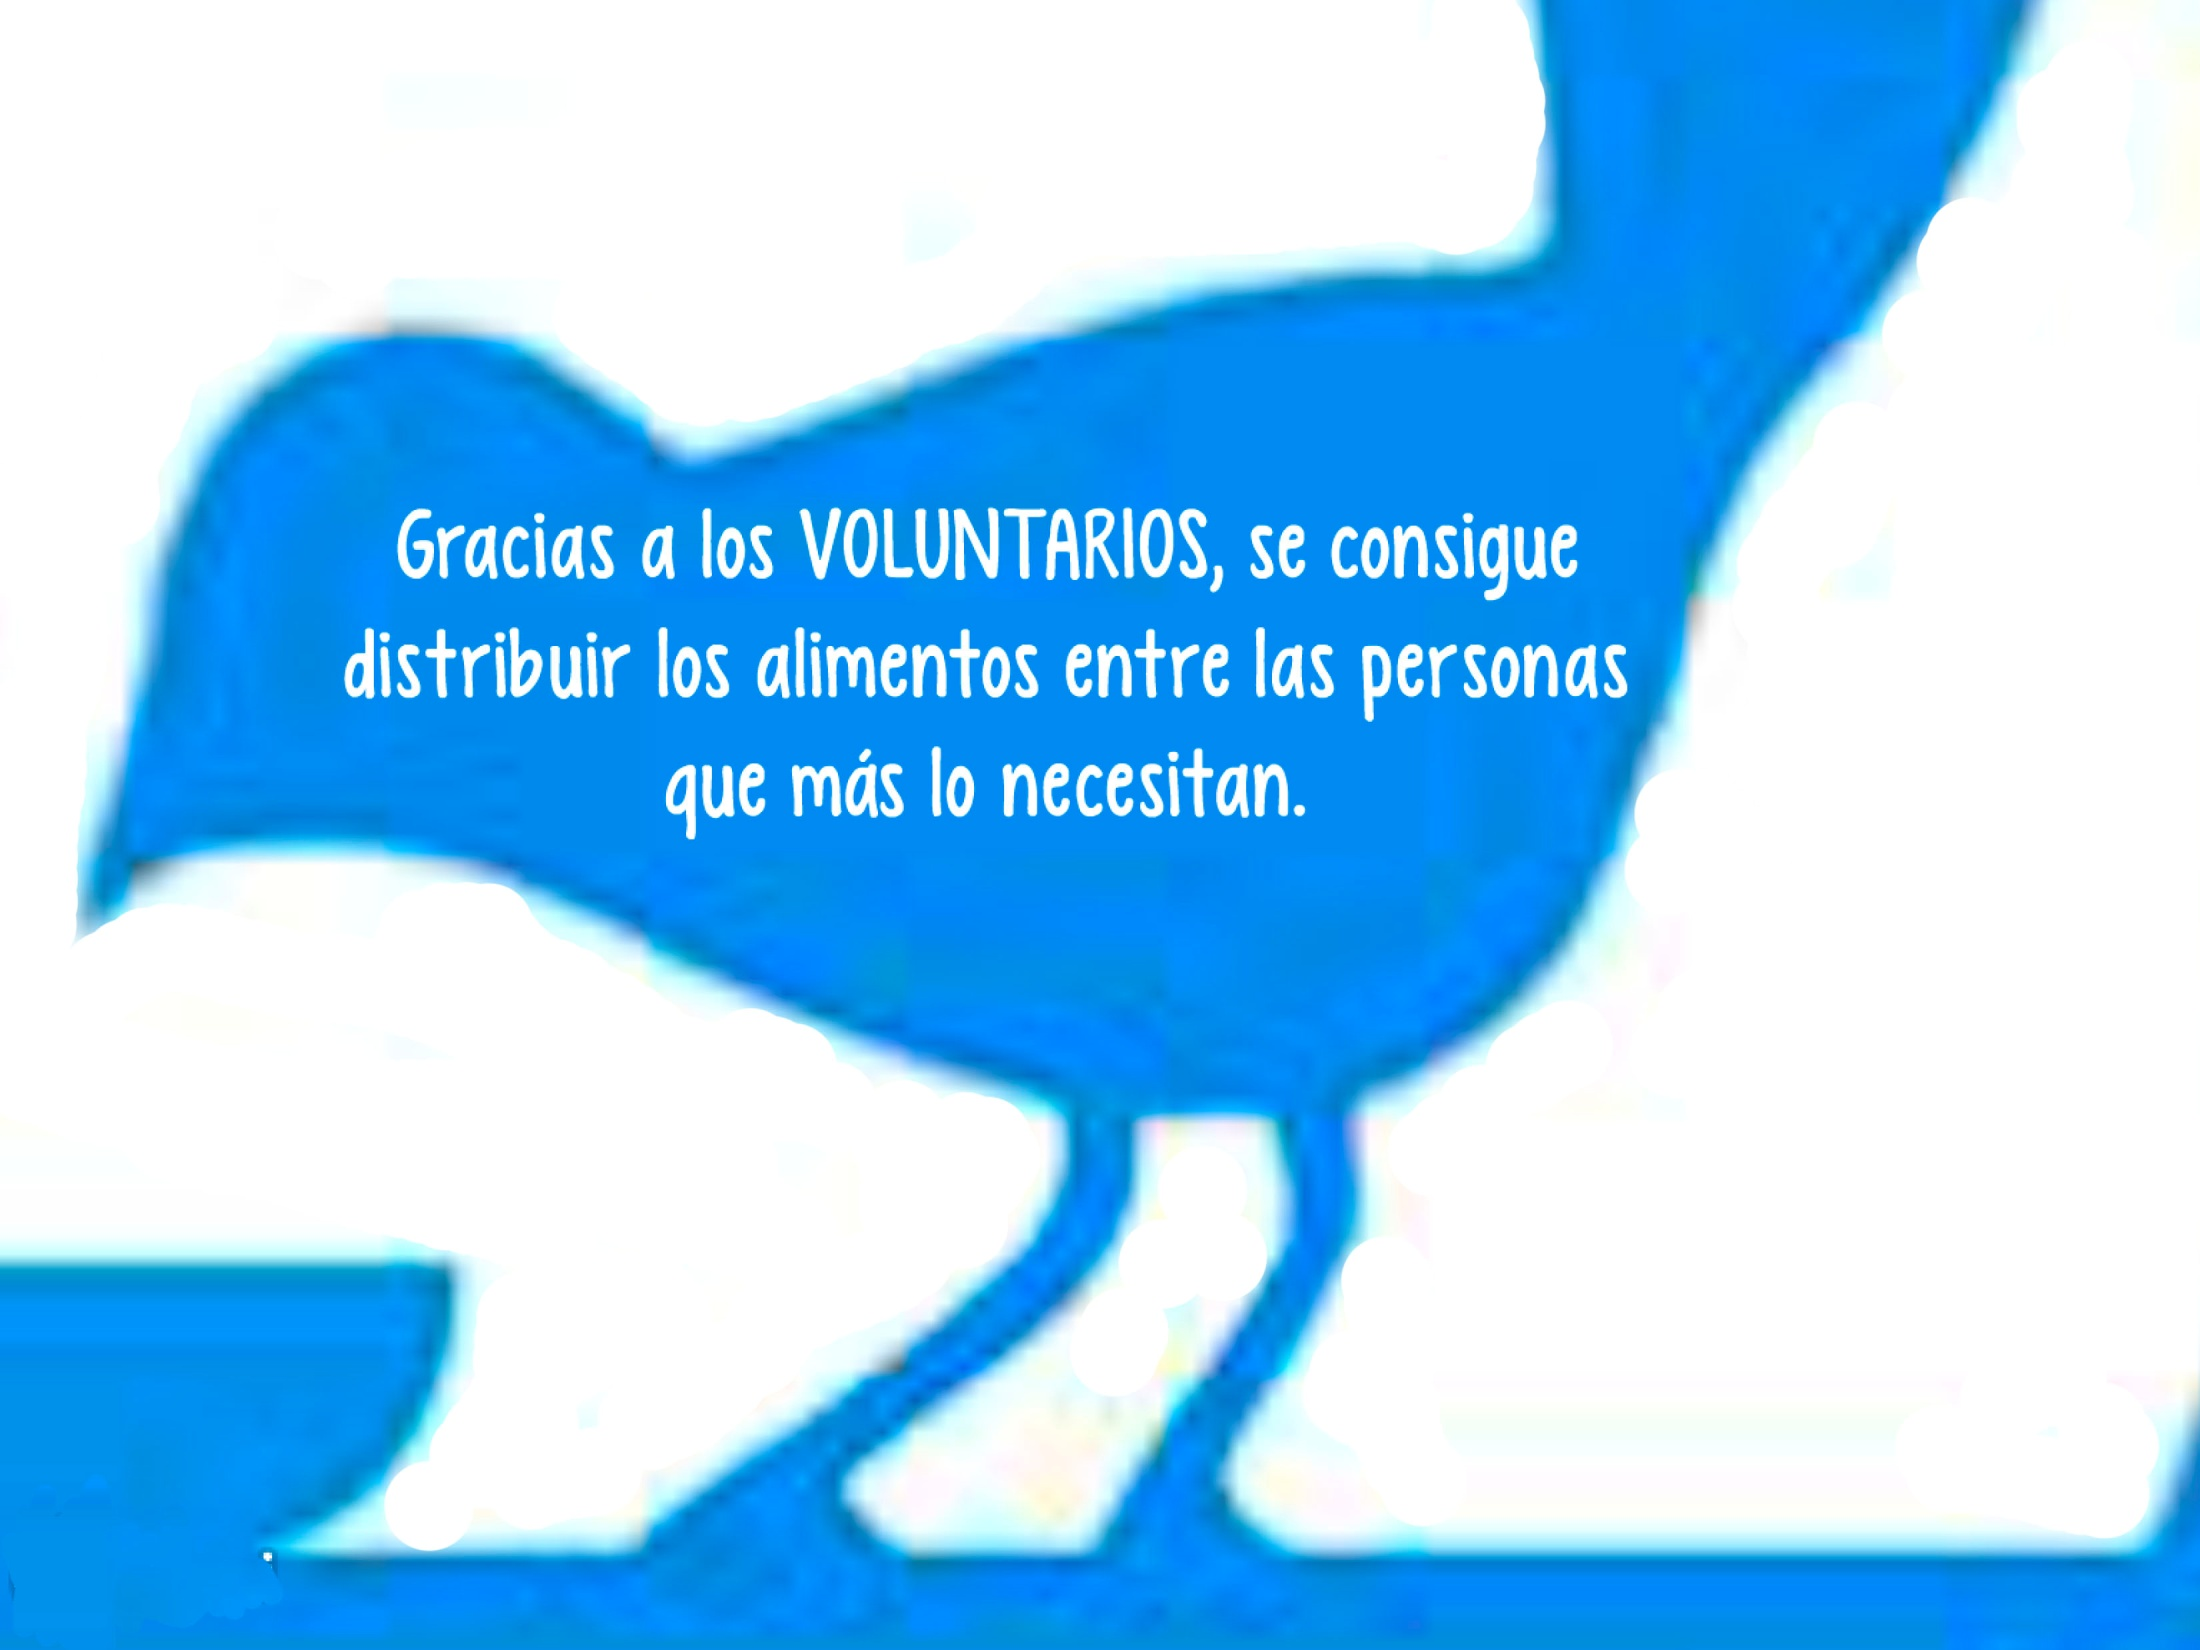 Gracias a los VOLUNTARIOS, se consigue
distribuir los alimentos entre las personas
que más lo necesitan.